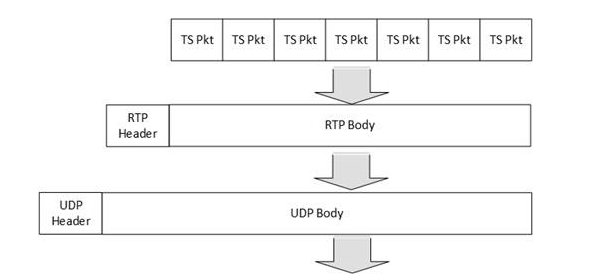 TS Pkt TS Pkt TS Pkt TS Pkt TS Pkt TS Pkt TS Pkt
RTP
Header
RTP Body
UDP
Header
UDP Body